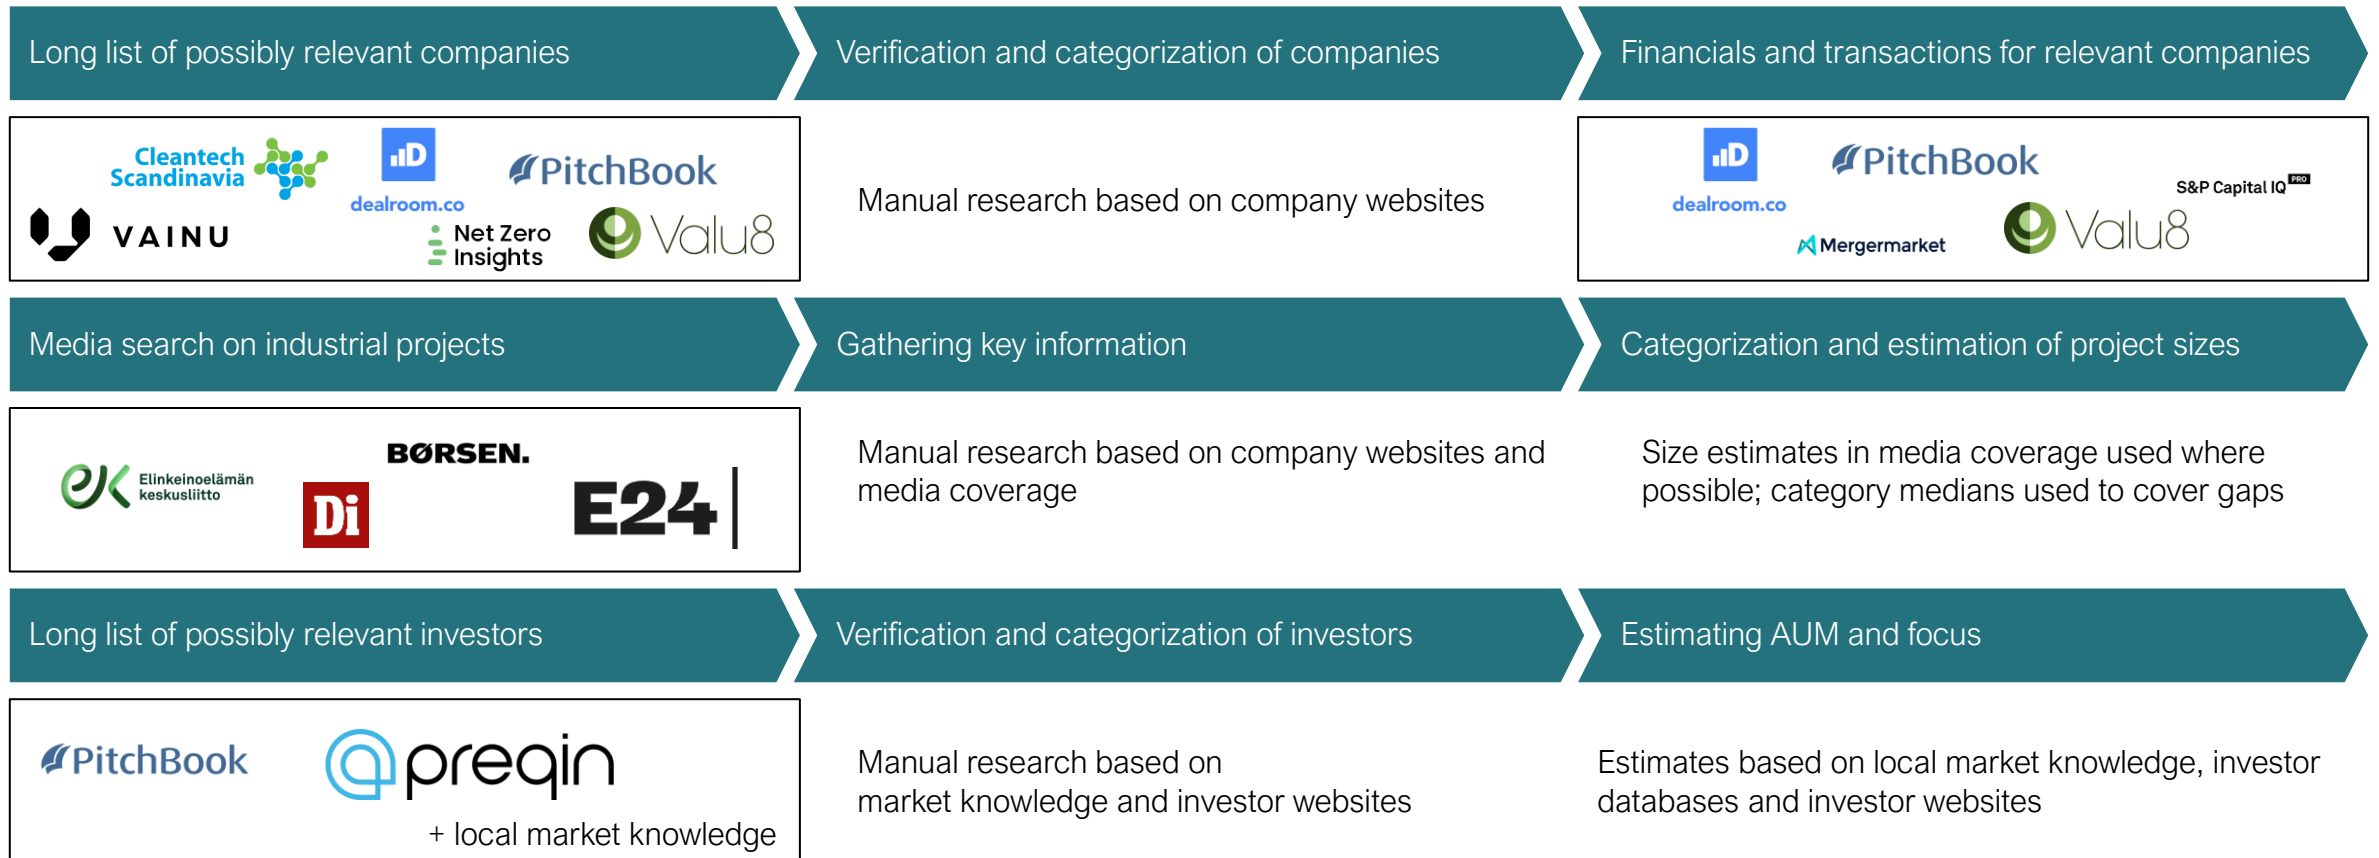 Long list of possibly relevant companies
Verification and categorization of companies
Financials and transactions for relevant companies
Cleantech
Scandinavia
dealroom.co
PitchBook
VAINU
Net Zero
Insights
Valu8
Manual research based on company websites
dealroom.co
PitchBook
S&P Capital IQ PRO
Mergermarket
Valu8
Media search on industrial projects
Gathering key information
Categorization and estimation of project sizes
ek Elinkeinoelämän
keskusliitto
BØRSEN.
Di
E24
Manual research based on company websites and
media coverage
Size estimates in media coverage used where
possible; category medians used to cover gaps
Long list of possibly relevant investors
Verification and categorization of investors
Estimating AUM and focus
PitchBook
preqin
+ local market knowledge
Manual research based on
market knowledge and investor websites
Estimates based on local market knowledge, investor
databases and investor websites